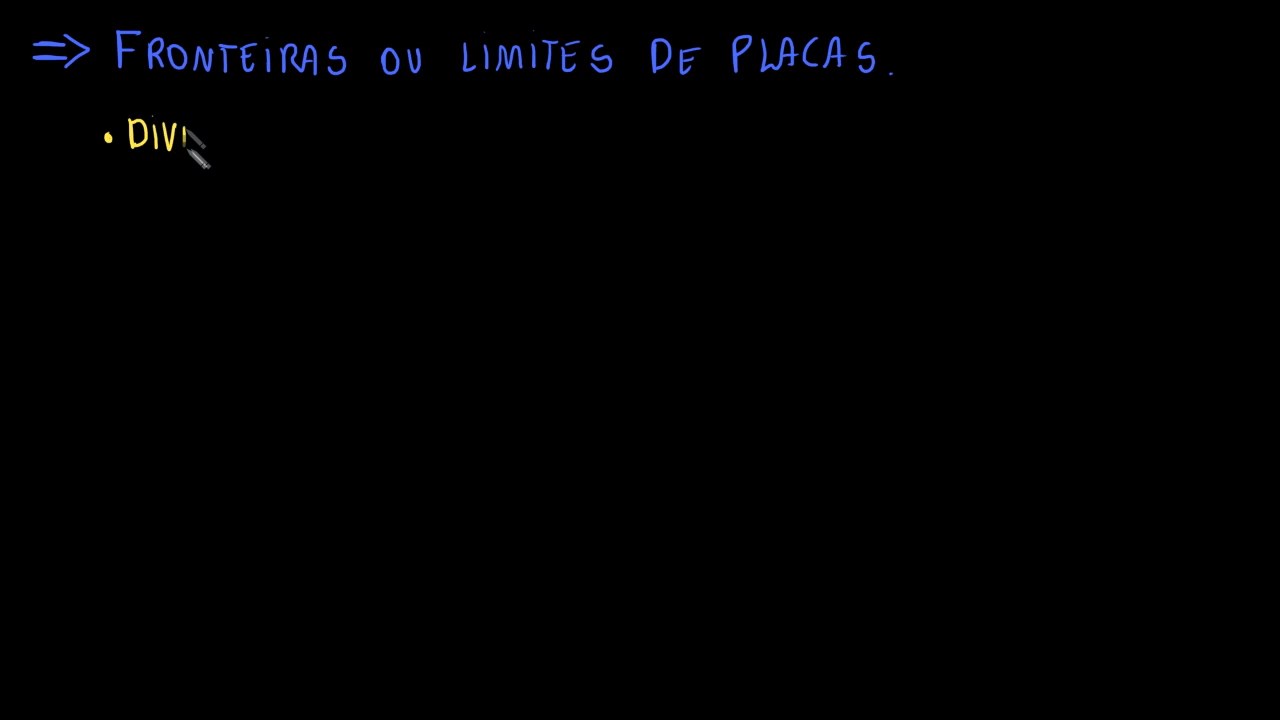 => FRONTEIRAS OU LIMITES DE PLACAS.
• DIV